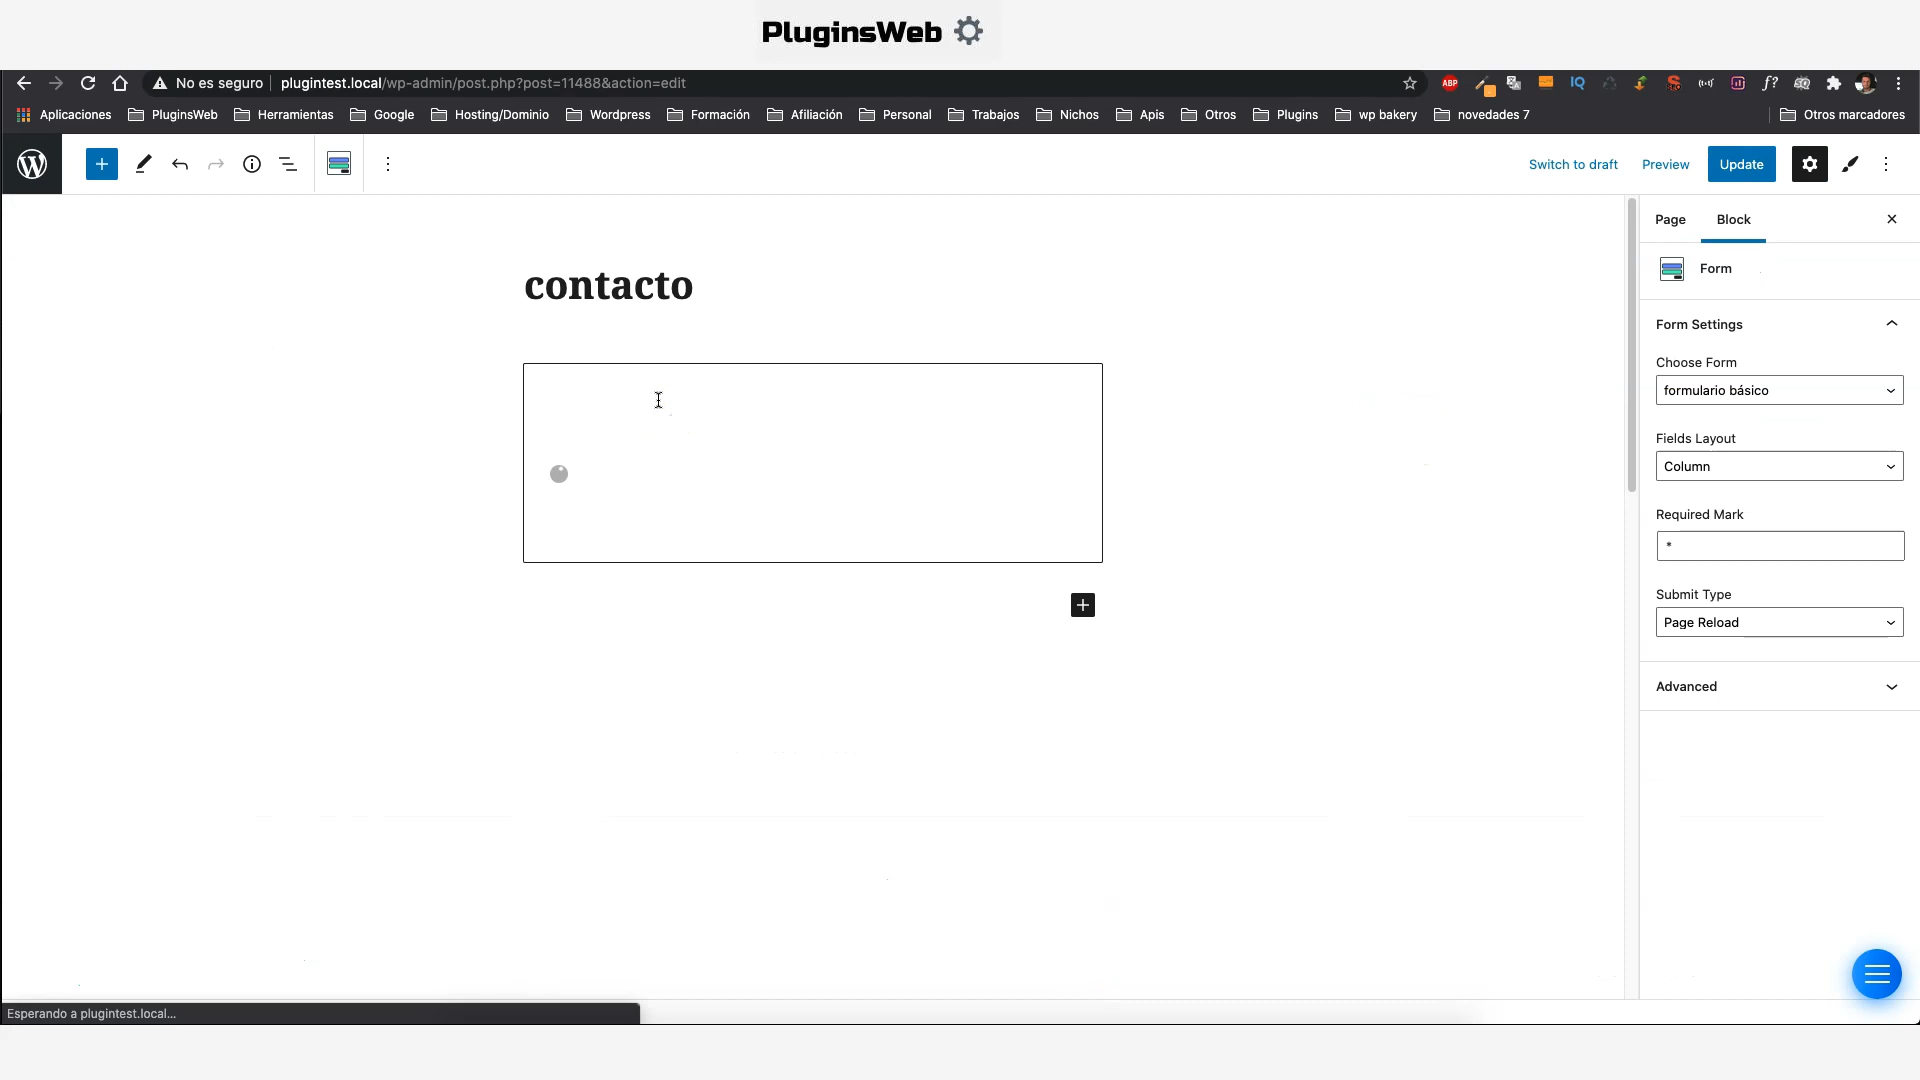 PluginsWeb
No es seguro plugintest.local/wp-admin/post.php?post=11488&action=edit
ABP IQ f?
Aplicaciones PluginsWeb Herramientas Google Hosting/Dominio Wordpress Formación Afiliación Personal Trabajos Nichos Apis Otros Plugins wp bakery novedades 7 Otros marcadores
Switch to draft Preview Update
Page Block
contacto
Form
Form Settings
Choose Form
formulario básico
Fields Layout
Column
Required Mark
*
Submit Type
Page Reload
Advanced
Esperando a plugintest.local...